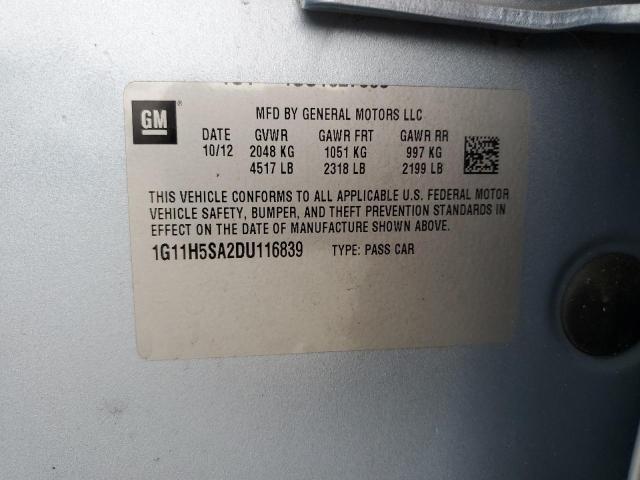 GM
MFD BY GENERAL MOTORS LLC
DATE GVWR GAWR FRT GAWR RR
10/12 2048 KG 1051 KG 997 KG
4517 LB 2318 LB 2199 LB
THIS VEHICLE CONFORMS TO ALL APPLICABLE U.S. FEDERAL MOTOR
VEHICLE SAFETY, BUMPER, AND THEFT PREVENTION STANDARDS IN
EFFECT ON THE DATE OF MANUFACTURE SHOWN ABOVE.
1G11H5SA2DU116839 TYPE: PASS CAR